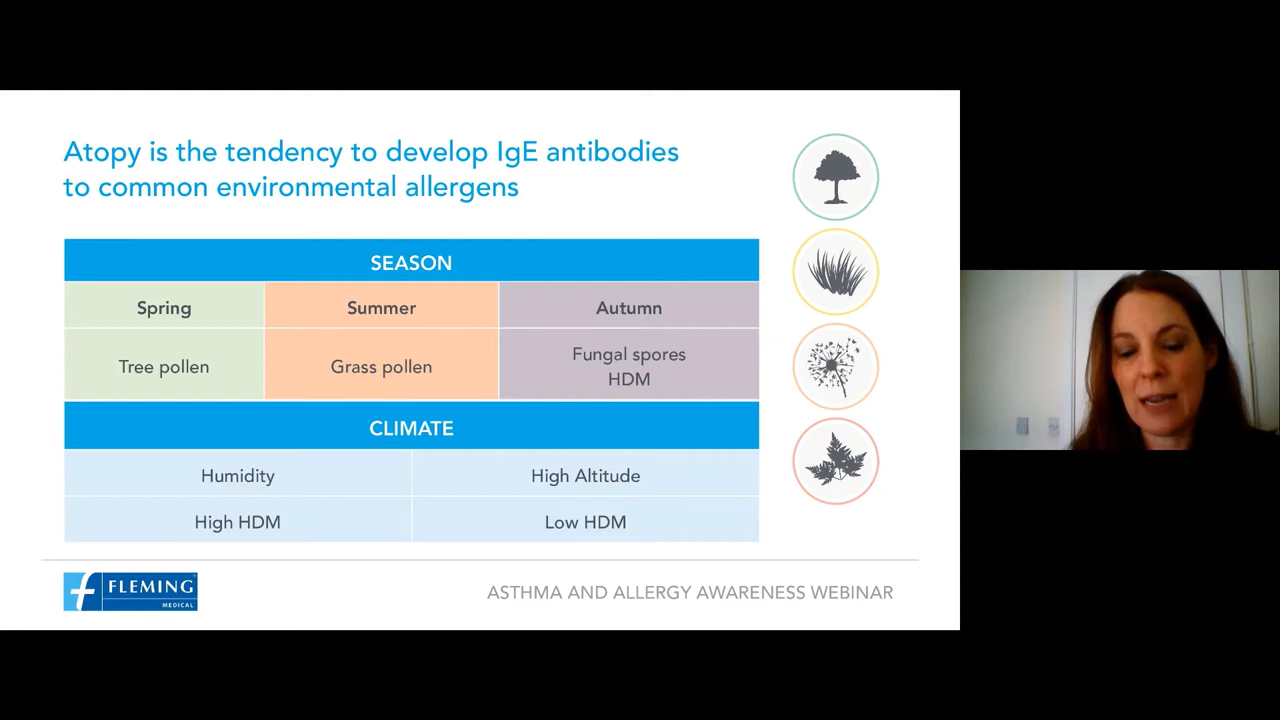 Atopy is the tendency to develop IgE antibodies
to common environmental allergens
SEASON
Spring
Summer
Autumn
Tree pollen
Grass pollen
Fungal spores
HDM
CLIMATE
Humidity
High Altitude
High HDM
Low HDM
FLEMING
MEDICAL
ASTHMA AND ALLERGY AWARENESS WEBINAR